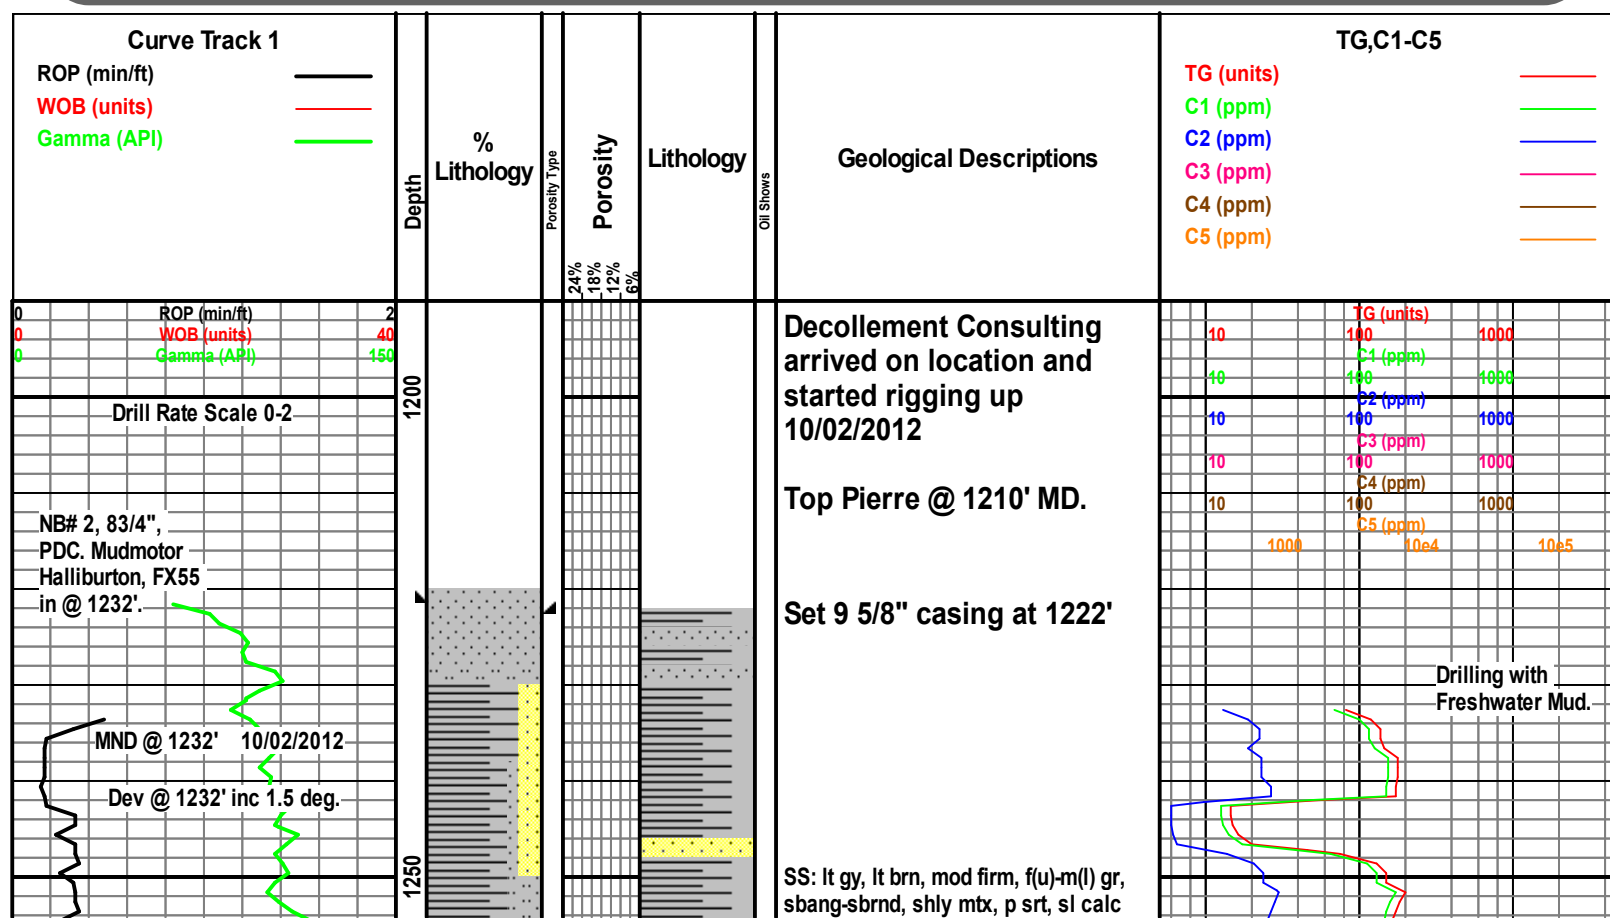 Curve Track 1
ROP (min/ft)
WOB (units)
Gamma (API)
Depth
%
Lithology
Porosity Type
Porosity
24%
18%
12%
6%
Lithology
Oil Shows
Geological Descriptions
TG,C1-C5
TG (units)
C1 (ppm)
C2 (ppm)
C3 (ppm)
C4 (ppm)
C5 (ppm)
0 ROP (min/ft) 2
0 WOB (units) 40
0 Gamma (API) 150
Drill Rate Scale 0-2
NB# 2, 83/4",
PDC. Mudmotor
Halliburton, FX55
in @ 1232'.
MND @ 1232' 10/02/2012
Dev @ 1232' inc 1.5 deg.
1200
1250
Decollement Consulting
arrived on location and
started rigging up
10/02/2012
Top Pierre @ 1210' MD.
Set 9 5/8" casing at 1222'
SS: lt gy, lt brn, mod firm, f(u)-m(l) gr,
sbang-sbrnd, shly mtx, p srt, sl calc
TG (units)
10 100 1000
C1 (ppm)
10 100 1000
C2 (ppm)
10 100 1000
C3 (ppm)
10 100 1000
C4 (ppm)
10 100 1000
C5 (ppm)
1000 10e4 10e5
Drilling with
Freshwater Mud.